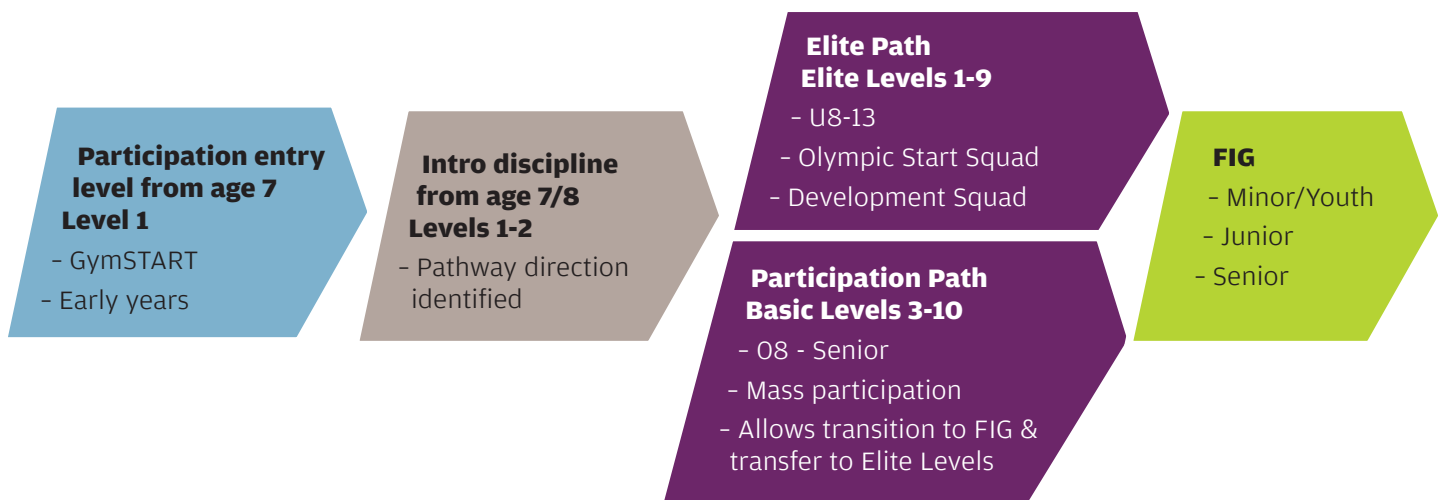 Participation entry
level from age 7
Level 1
– GymSTART
– Early years
Intro discipline
from age 7/8
Levels 1-2
– Pathway direction
identified
Elite Path
Elite Levels 1-9
– U8-13
– Olympic Start Squad
– Development Squad
Participation Path
Basic Levels 3-10
– O8 - Senior
– Mass participation
– Allows transition to FIG &
transfer to Elite Levels
FIG
– Minor/Youth
– Junior
– Senior